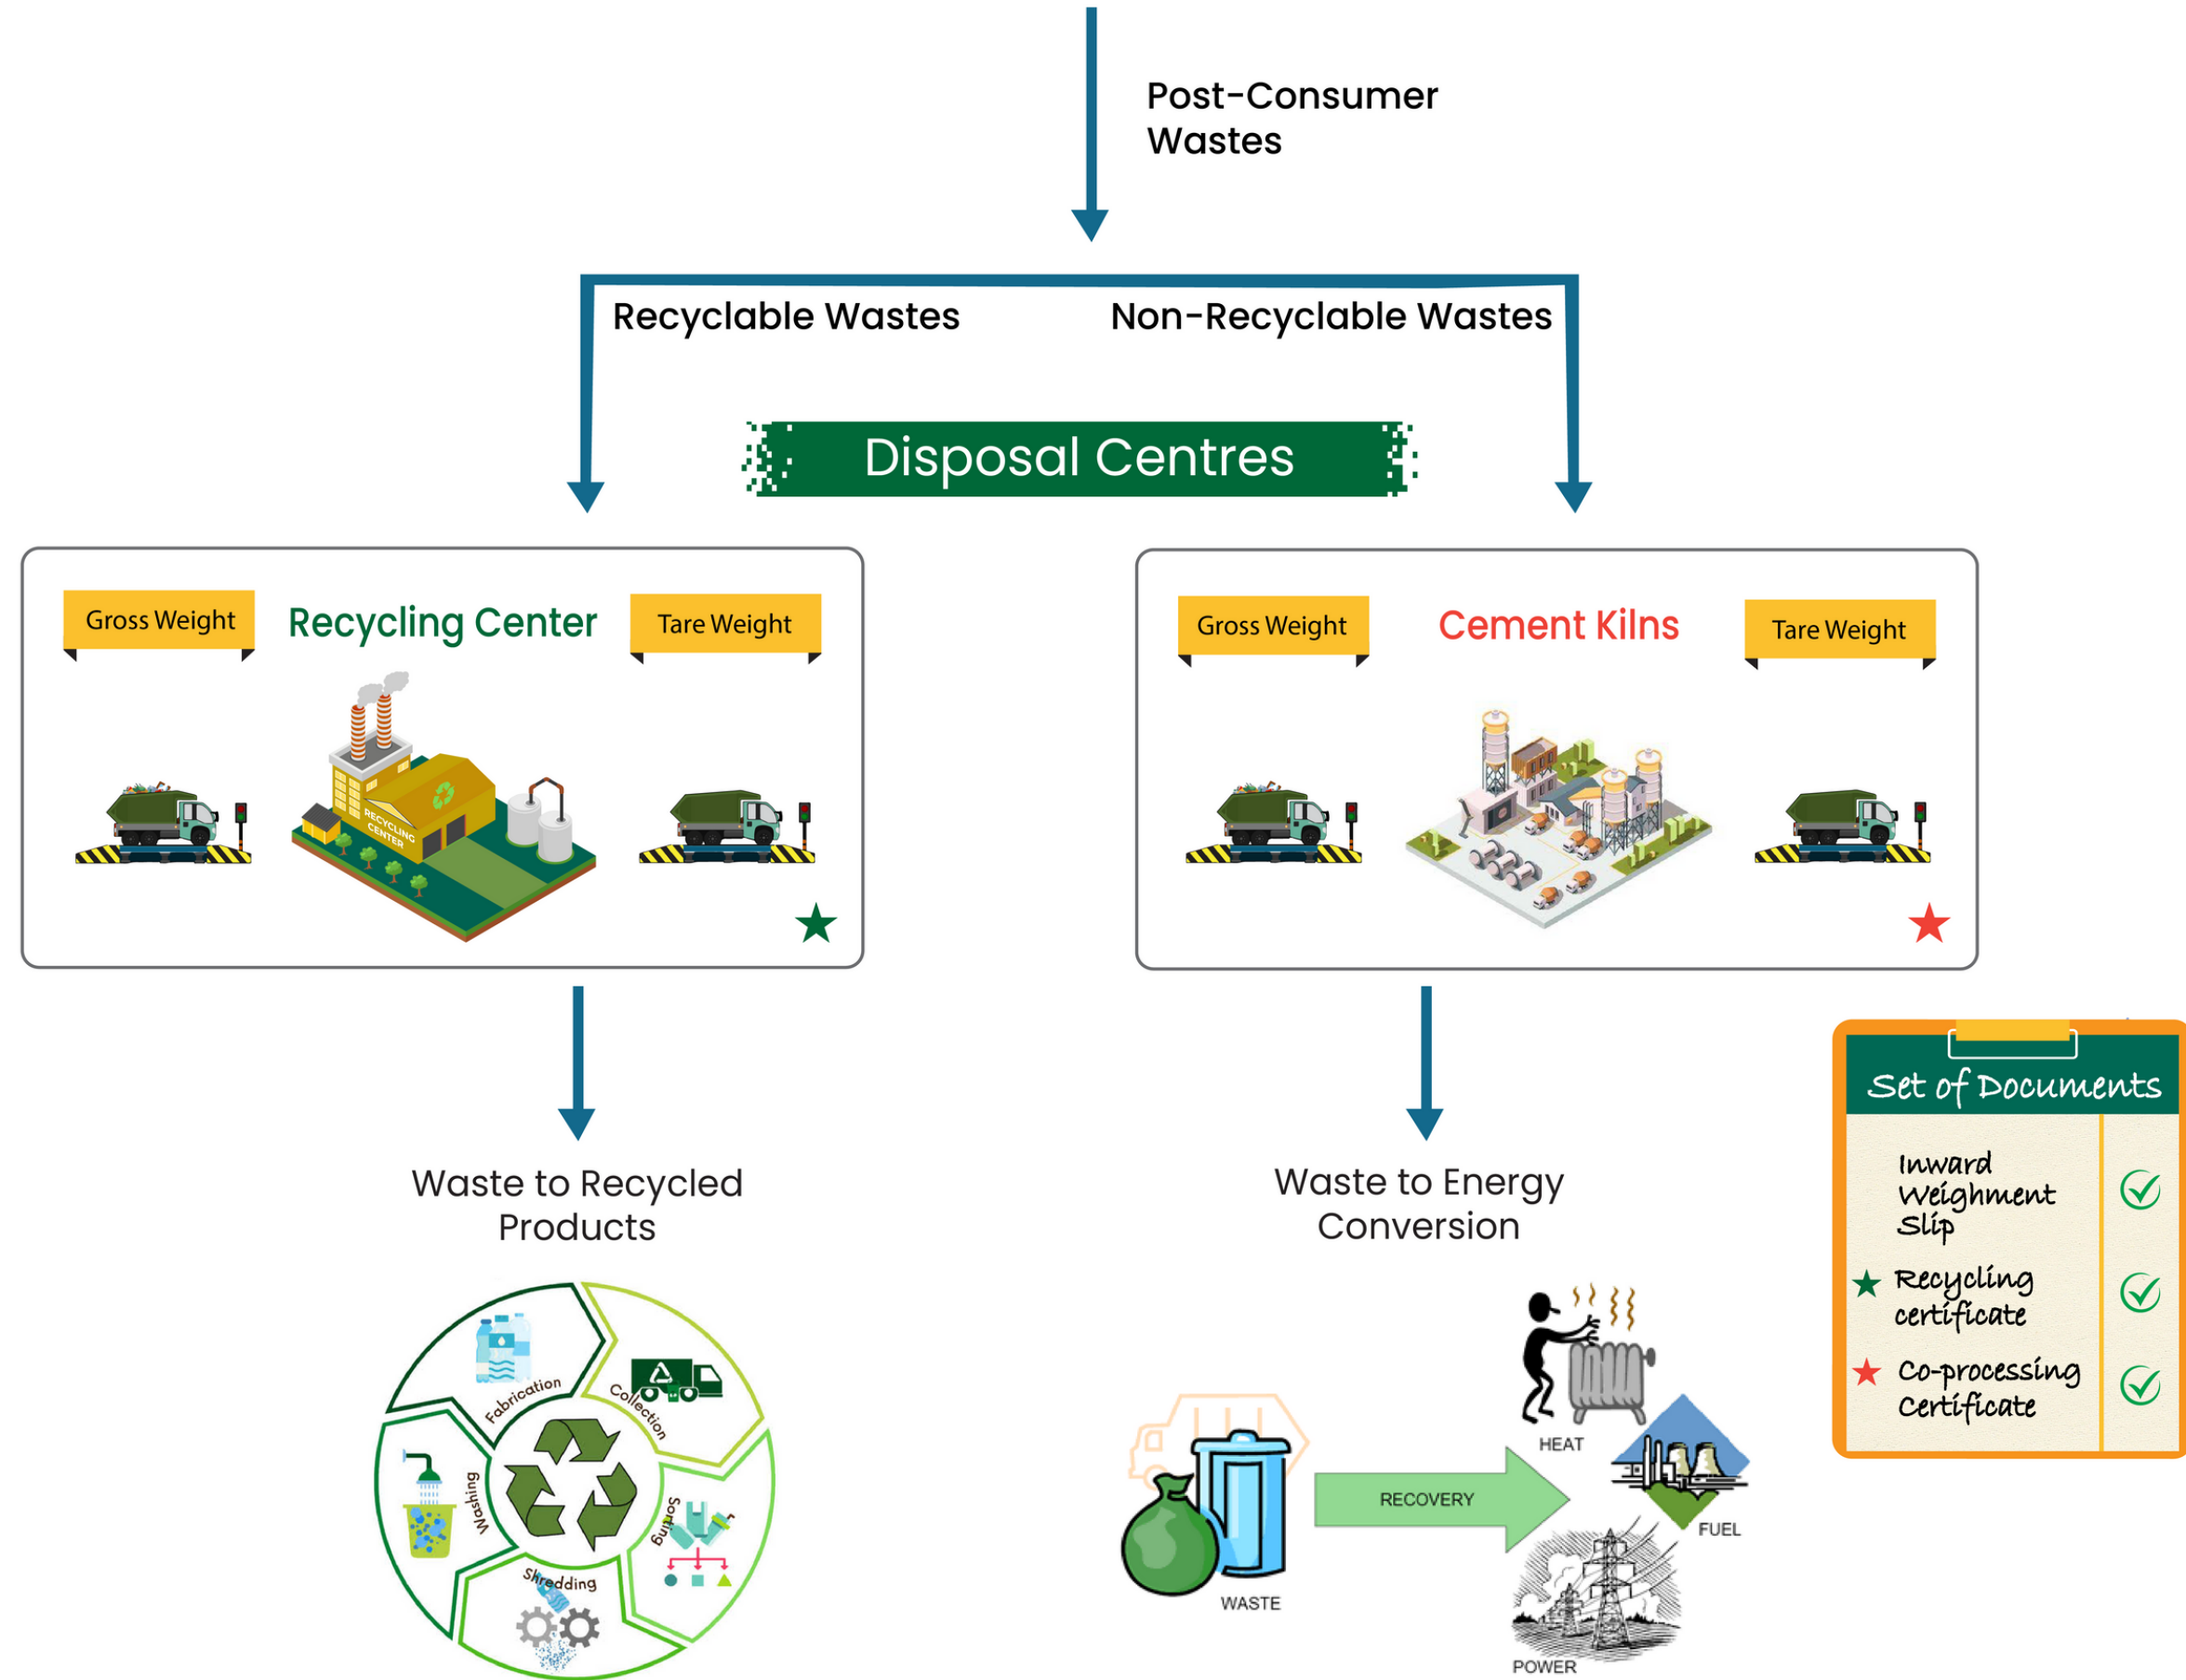 Post-Consumer
Wastes
Recyclable Wastes
Non-Recyclable Wastes
Disposal Centres
Gross Weight
Recycling Center
Tare Weight
RECYCLING
CENTER
Gross Weight
Cement Kilns
Tare Weight
Waste to Recycled
Products
Fabrication
Collection
Washing
Sorting
Shredding
Waste to Energy
Conversion
HEAT
RECOVERY
FUEL
WASTE
POWER
Set of Documents
Inward
Weighment
Slip
Recycling
certificate
Co-processing
Certificate